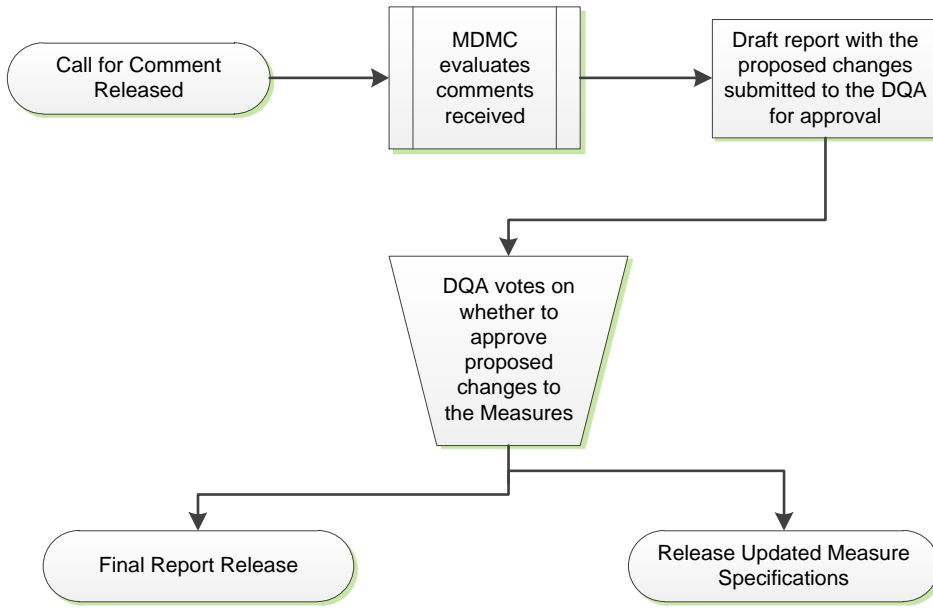 Call for Comment
Released
MDMC
evaluates
comments
received
Draft report with the
proposed changes
submitted to the DQA
for approval
DQA votes on
whether to
approve
proposed
changes to
the Measures
Final Report Release
Release Updated Measure
Specifications